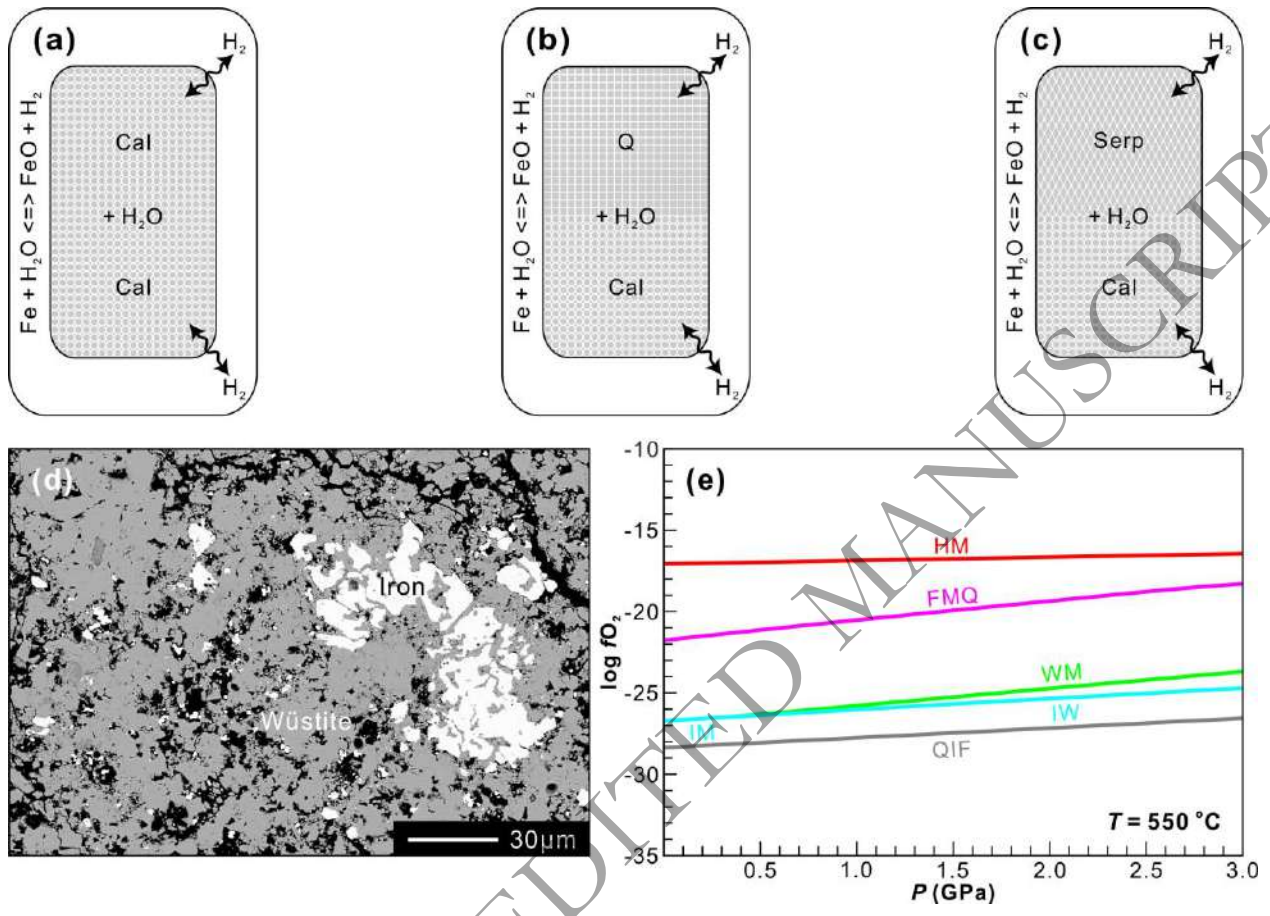 (a)
H₂
Fe + H₂O <=> FeO + H₂
Cal
+ H₂O
Cal
H₂
(b)
H₂
Fe + H₂O <=> FeO + H₂
Q
+ H₂O
Cal
H₂
(c)
H₂
Fe + H₂O <=> FeO + H₂
Serp
+ H₂O
Cal
H₂
(d)
Iron
Wüstite
30μm
(e)
log fO₂
-10
-15
-20
-25
-30
-35
HM
FMQ
WM
IM
IW
QIF
T = 550 °C
0.5
1.0
1.5
2.0
2.5
3.0
P (GPa)
EDITED MANUSCRIPT